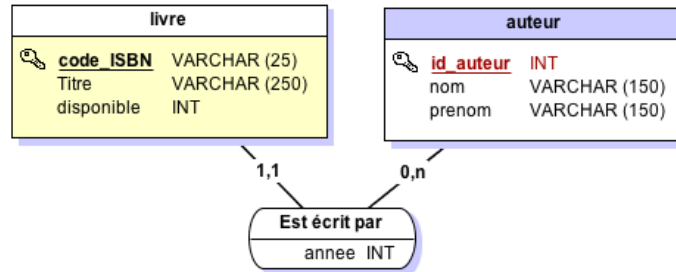 livre
code_ISBN VARCHAR (25)
Titre VARCHAR (250)
disponible INT
auteur
id_auteur INT
nom VARCHAR (150)
prenom VARCHAR (150)
1,1
0,n
Est écrit par
annee INT